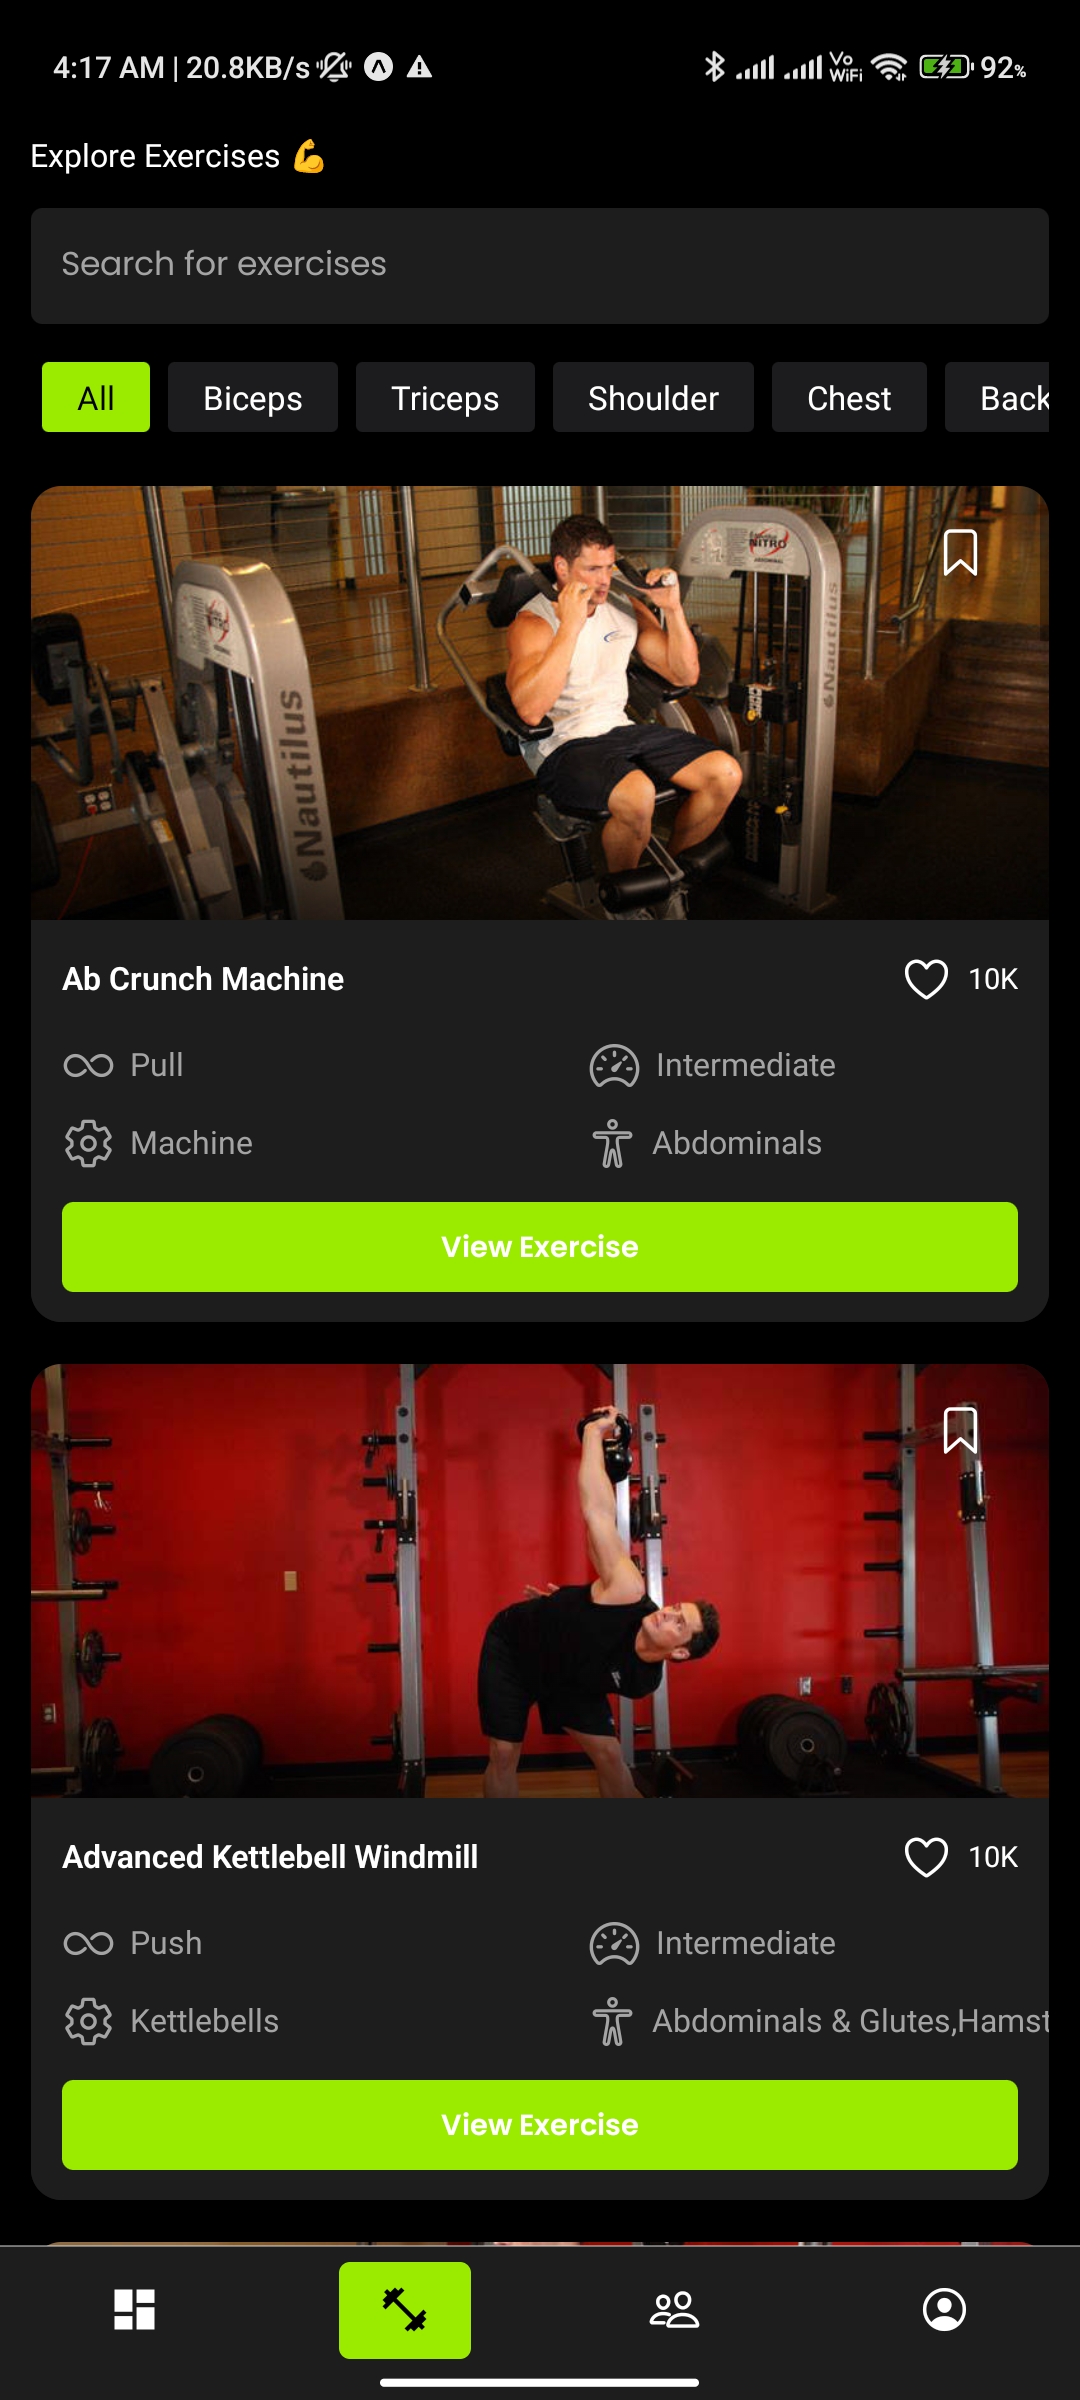 4:17 AM | 20.8KB/s Vo WiFi 92%
Explore Exercises 💪
Search for exercises
All Biceps Triceps Shoulder Chest Back
NITRO
Nautilus
Nautilus
Ab Crunch Machine 10K
Pull Intermediate
Machine Abdominals
View Exercise
Advanced Kettlebell Windmill 10K
Push Intermediate
Kettlebells Abdominals & Glutes,Hamst
View Exercise